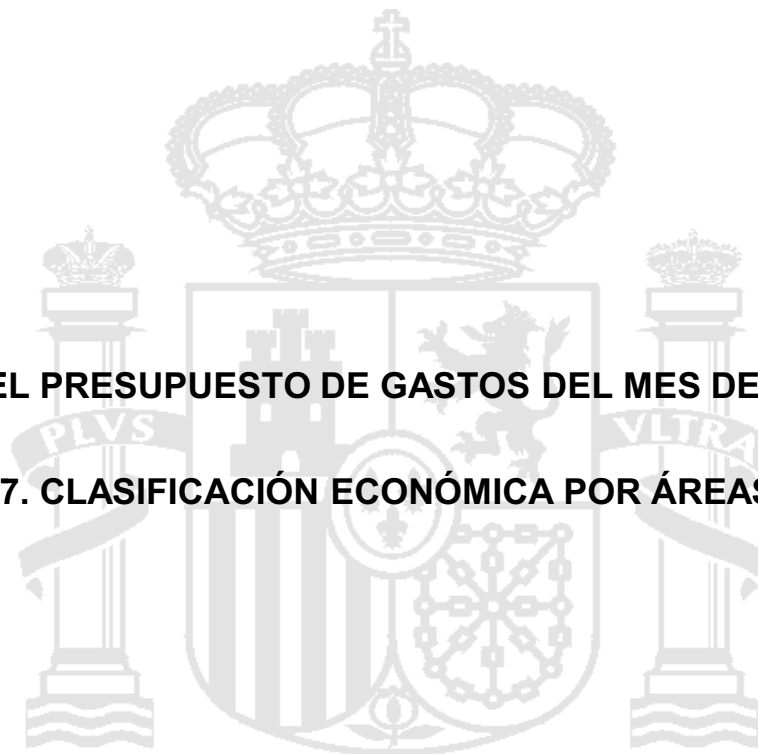 EL PRESUPUESTO DE GASTOS DEL MES DE
PLVS VLTRA
7. CLASIFICACIÓN ECONÓMICA POR ÁREAS